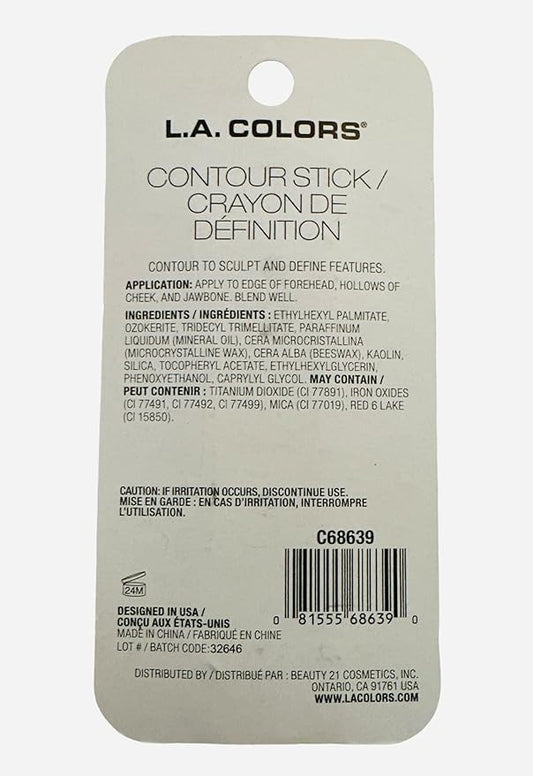 L.A. COLORS®
CONTOUR STICK /
CRAYON DE
DÉFINITION
CONTOUR TO SCULPT AND DEFINE FEATURES.
APPLICATION: APPLY TO EDGE OF FOREHEAD, HOLLOWS OF
CHEEK, AND JAWBONE. BLEND WELL.
INGREDIENTS / INGRÉDIENTS : ETHYLHEXYL PALMITATE,
OZOKERITE, TRIDECYL TRIMELLITATE, PARAFFINUM
LIQUIDUM (MINERAL OIL), CERA MICROCRISTALLINA
(MICROCRYSTALLINE WAX), CERA ALBA (BEESWAX), KAOLIN,
SILICA, TOCOPHERYL ACETATE, ETHYLHEXYLGLYCERIN,
PHENOXYETHANOL, CAPRYLYL GLYCOL. MAY CONTAIN /
PEUT CONTENIR : TITANIUM DIOXIDE (CI 77891), IRON OXIDES
(CI 77491, CI 77492, CI 77499), MICA (CI 77019), RED 6 LAKE
(CI 15850).
CAUTION: IF IRRITATION OCCURS, DISCONTINUE USE.
MISE EN GARDE : EN CAS D'IRRITATION, INTERROMPRE
L'UTILISATION.
C68639
24M
0 81555 68639 0
DESIGNED IN USA /
CONÇU AUX ÉTATS-UNIS
MADE IN CHINA / FABRIQUÉ EN CHINE
LOT # / BATCH CODE: 32646
DISTRIBUTED BY / DISTRIBUÉ PAR : BEAUTY 21 COSMETICS, INC.
ONTARIO, CA 91761 USA
WWW.LACOLORS.COM